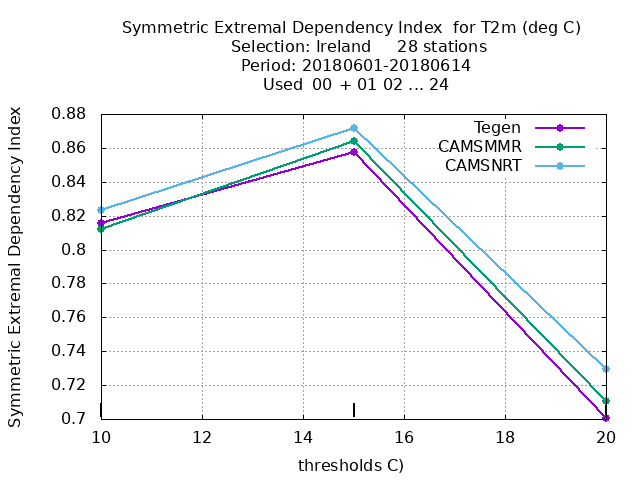 Symmetric Extremal Dependency Index  for T2m (deg C)
Selection: Ireland     28 stations
Period: 20180601-20180614
Used  00  + 01 02 ... 24
Symmetric Extremal Dependency Index
0.88
0.86
0.84
0.82
0.8
0.78
0.76
0.74
0.72
0.7
Tegen
CAMSMMR
CAMSNRT
10 12 14 16 18 20
thresholds C)